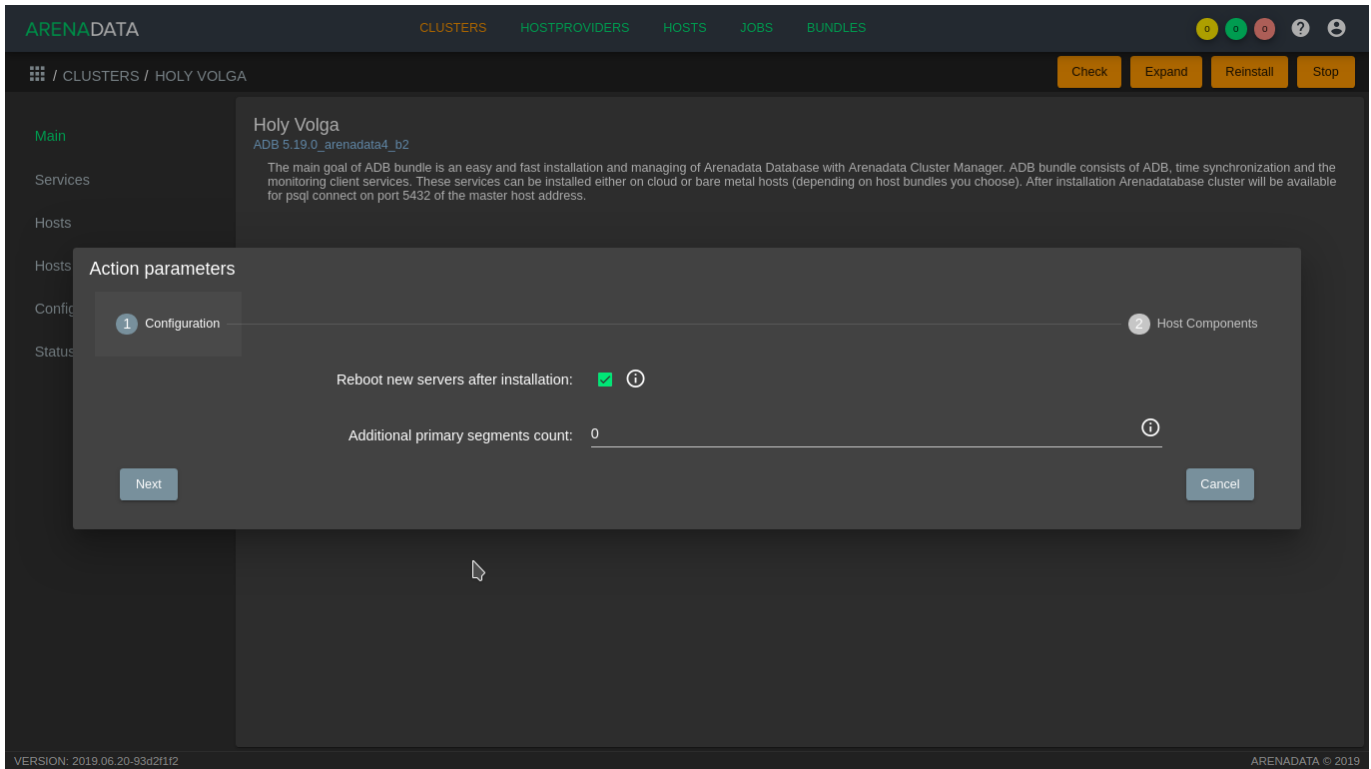 ARENADATA CLUSTERS HOSTPROVIDERS HOSTS JOBS BUNDLES 0 0 0 ?
/ CLUSTERS / HOLY VOLGA Check Expand Reinstall Stop
Main
Services
Hosts
Hosts
Config
Status
Holy Volga
ADB 5.19.0_arenadata4_b2
The main goal of ADB bundle is an easy and fast installation and managing of Arenadata Database with Arenadata Cluster Manager. ADB bundle consists of ADB, time synchronization and the
monitoring client services. These services can be installed either on cloud or bare metal hosts (depending on host bundles you choose). After installation Arenadatabase cluster will be available
for psql connect on port 5432 of the master host address.
Action parameters
1 Configuration 2 Host Components
Reboot new servers after installation:
Additional primary segments count: 0
Next Cancel
VERSION: 2019.06.20-93d2f1f2 ARENADATA © 2019